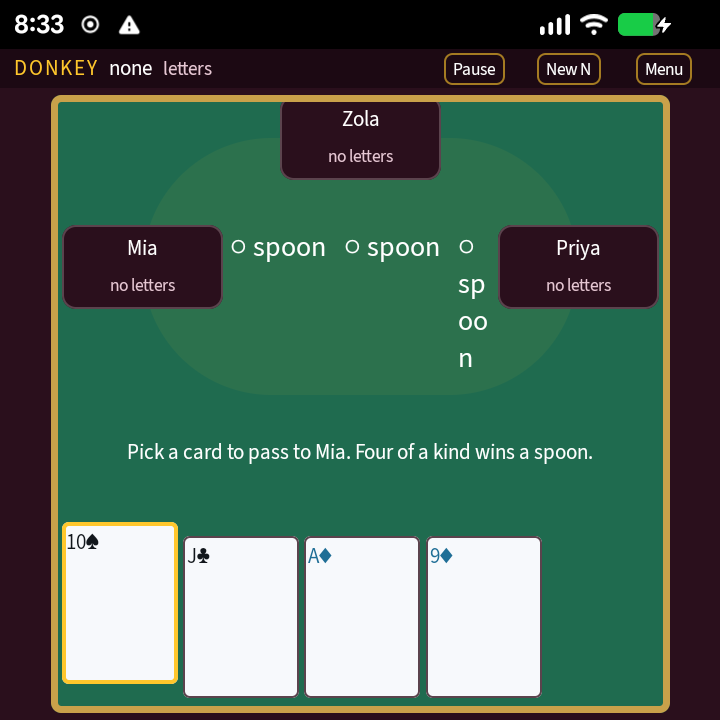 8:33
DONKEY none letters Pause New N Menu
Zola
no letters
Mia
no letters
○ spoon ○ spoon ○
sp
oo
n
Priya
no letters
Pick a card to pass to Mia. Four of a kind wins a spoon.
10♠ J♣ A♦ 9♦